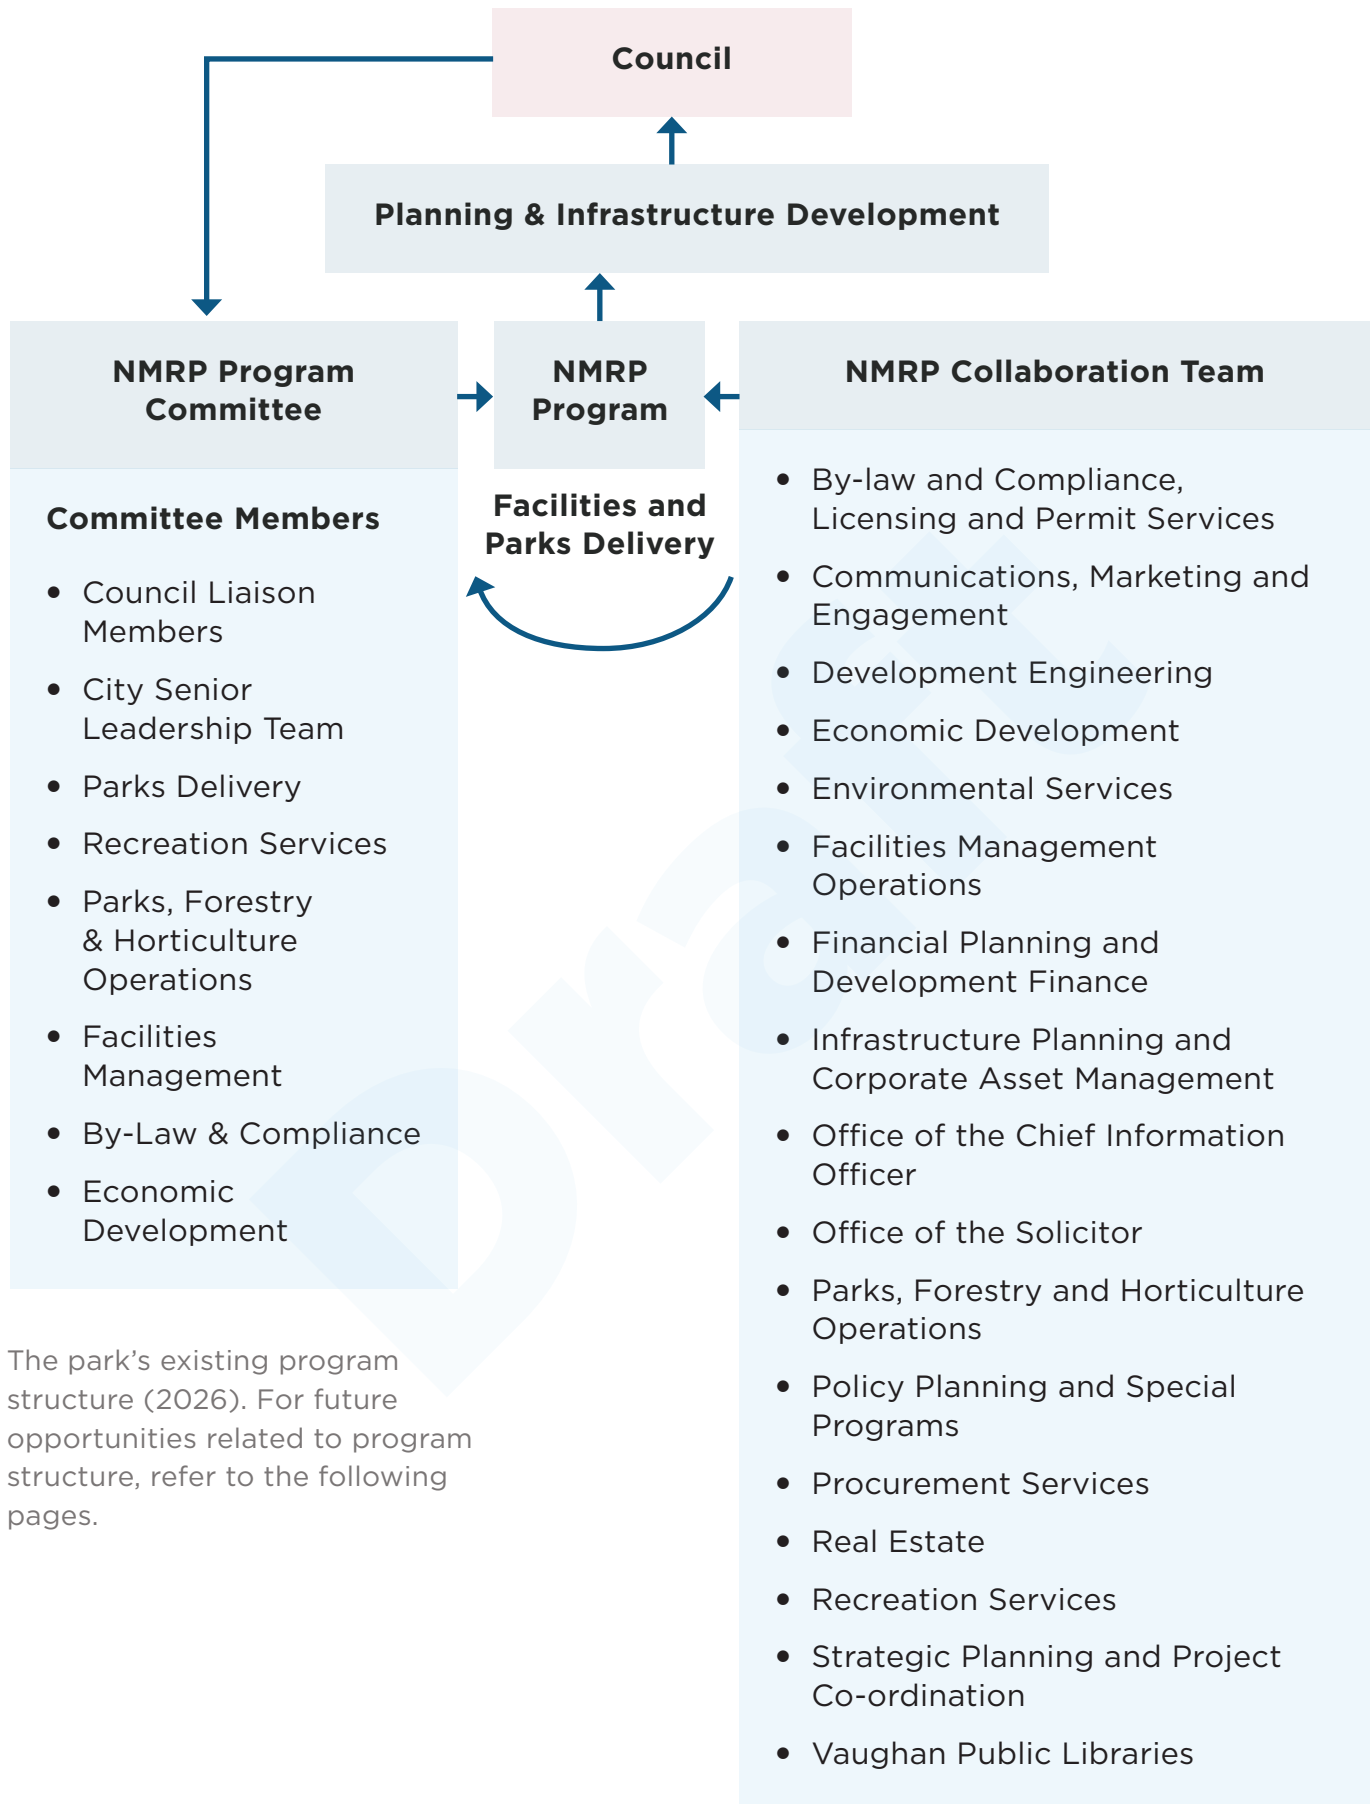 Council
Planning & Infrastructure Development
NMRP Program
Committee
Committee Members
• Council Liaison
Members
• City Senior
Leadership Team
• Parks Delivery
• Recreation Services
• Parks, Forestry
& Horticulture
Operations
• Facilities
Management
• By-Law & Compliance
• Economic
Development
NMRP
Program
Facilities and
Parks Delivery
NMRP Collaboration Team
• By-law and Compliance,
Licensing and Permit Services
• Communications, Marketing and
Engagement
• Development Engineering
• Economic Development
• Environmental Services
• Facilities Management
Operations
• Financial Planning and
Development Finance
• Infrastructure Planning and
Corporate Asset Management
• Office of the Chief Information
Officer
• Office of the Solicitor
• Parks, Forestry and Horticulture
Operations
• Policy Planning and Special
Programs
• Procurement Services
• Real Estate
• Recreation Services
• Strategic Planning and Project
Co-ordination
• Vaughan Public Libraries
The park’s existing program
structure (2026). For future
opportunities related to program
structure, refer to the following
pages.
Draft